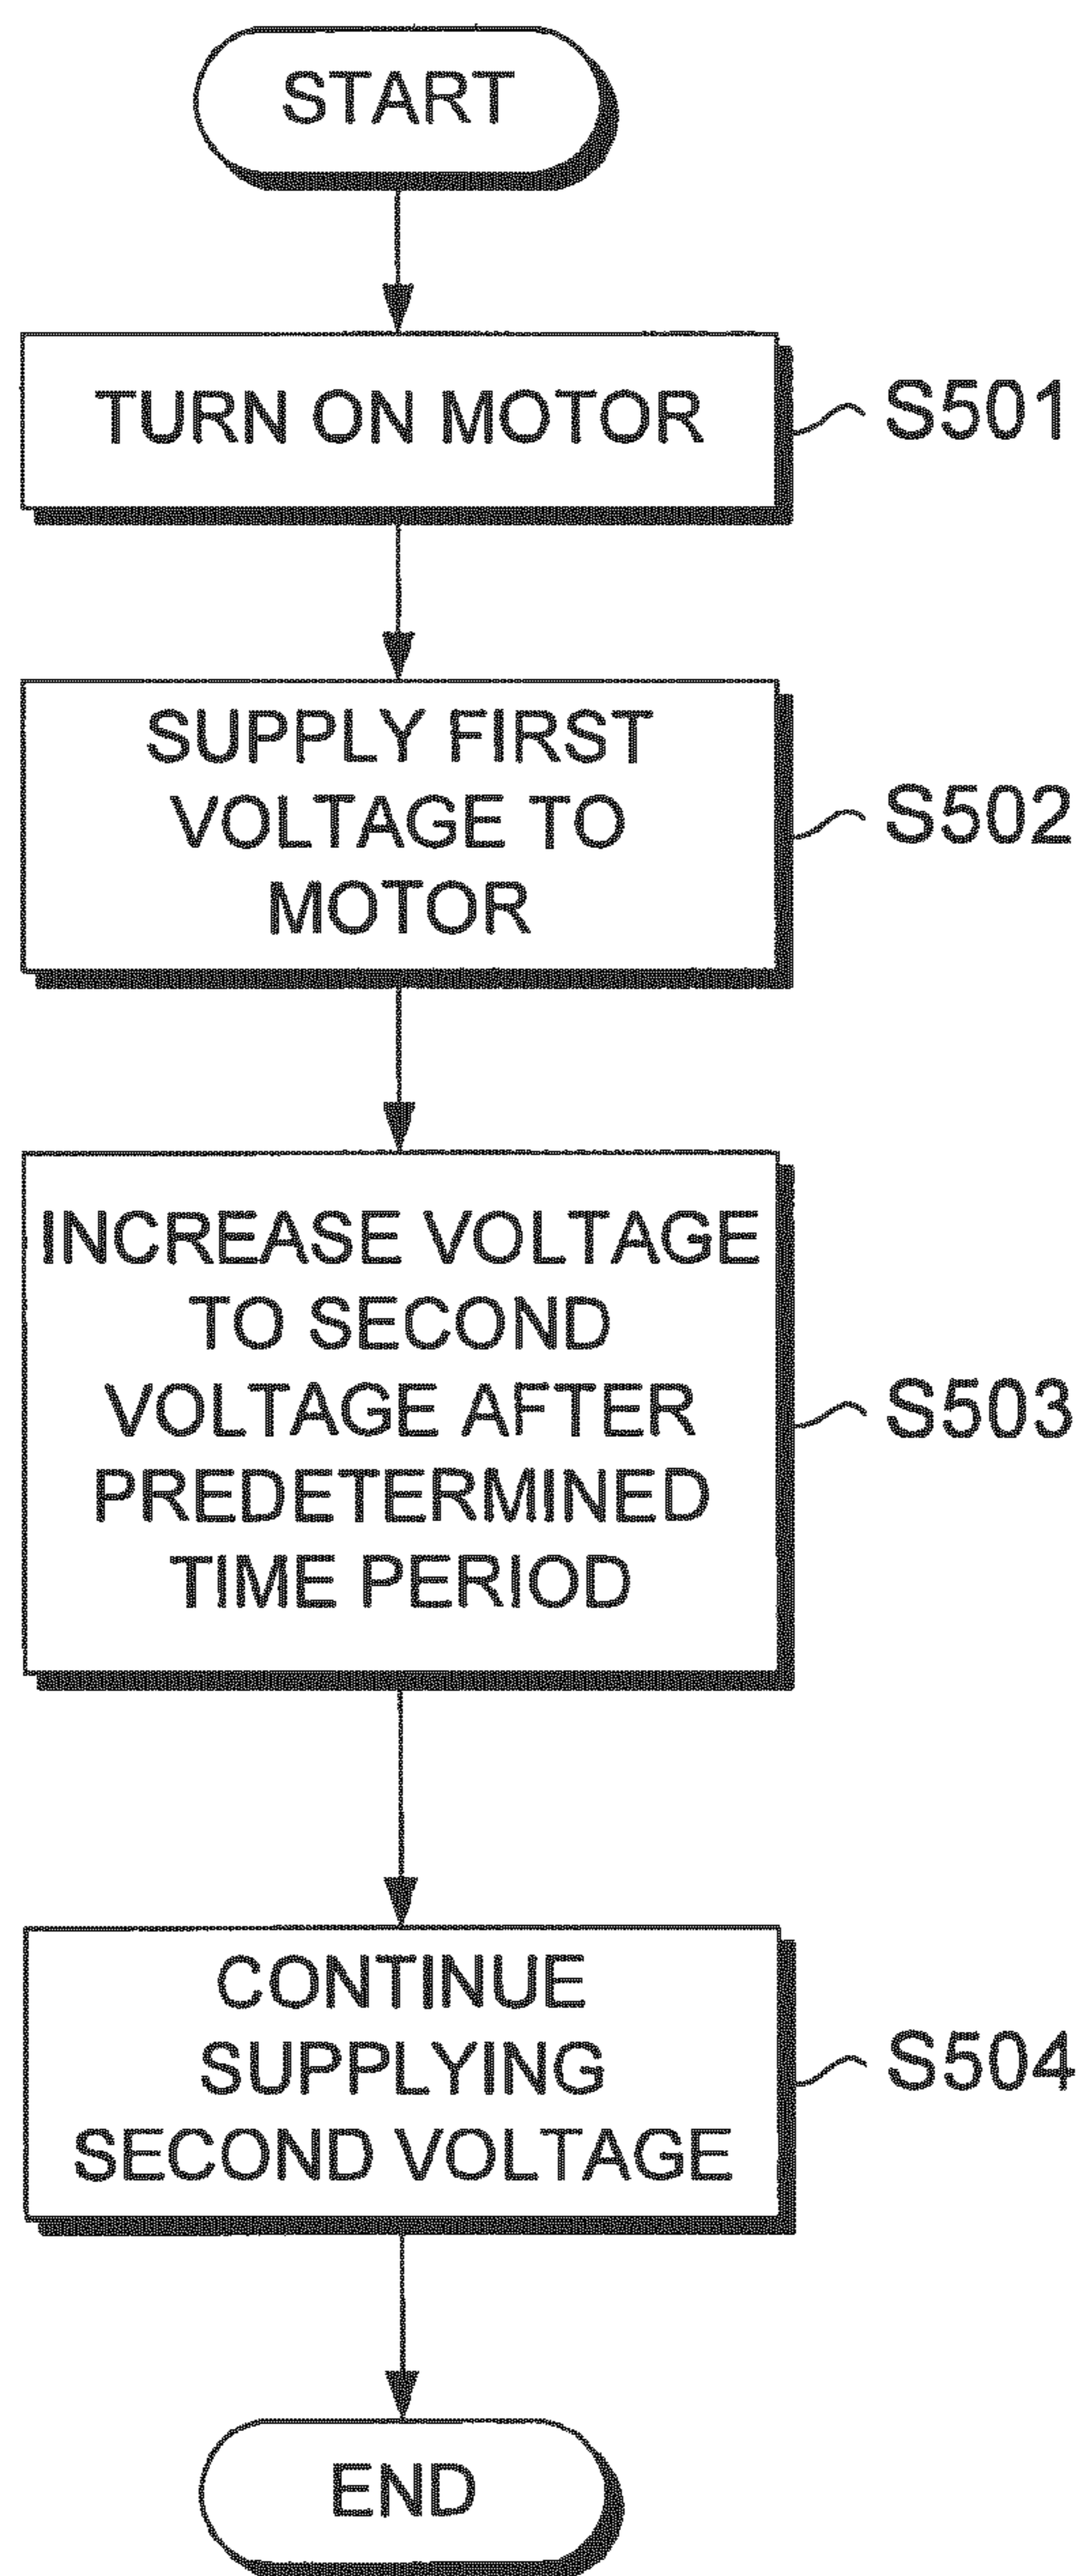 START
TURN ON MOTOR
S501
SUPPLY FIRST
VOLTAGE TO
MOTOR
S502
INCREASE VOLTAGE
TO SECOND
VOLTAGE AFTER
PREDETERMINED
TIME PERIOD
S503
CONTINUE
SUPPLYING
SECOND VOLTAGE
S504
END